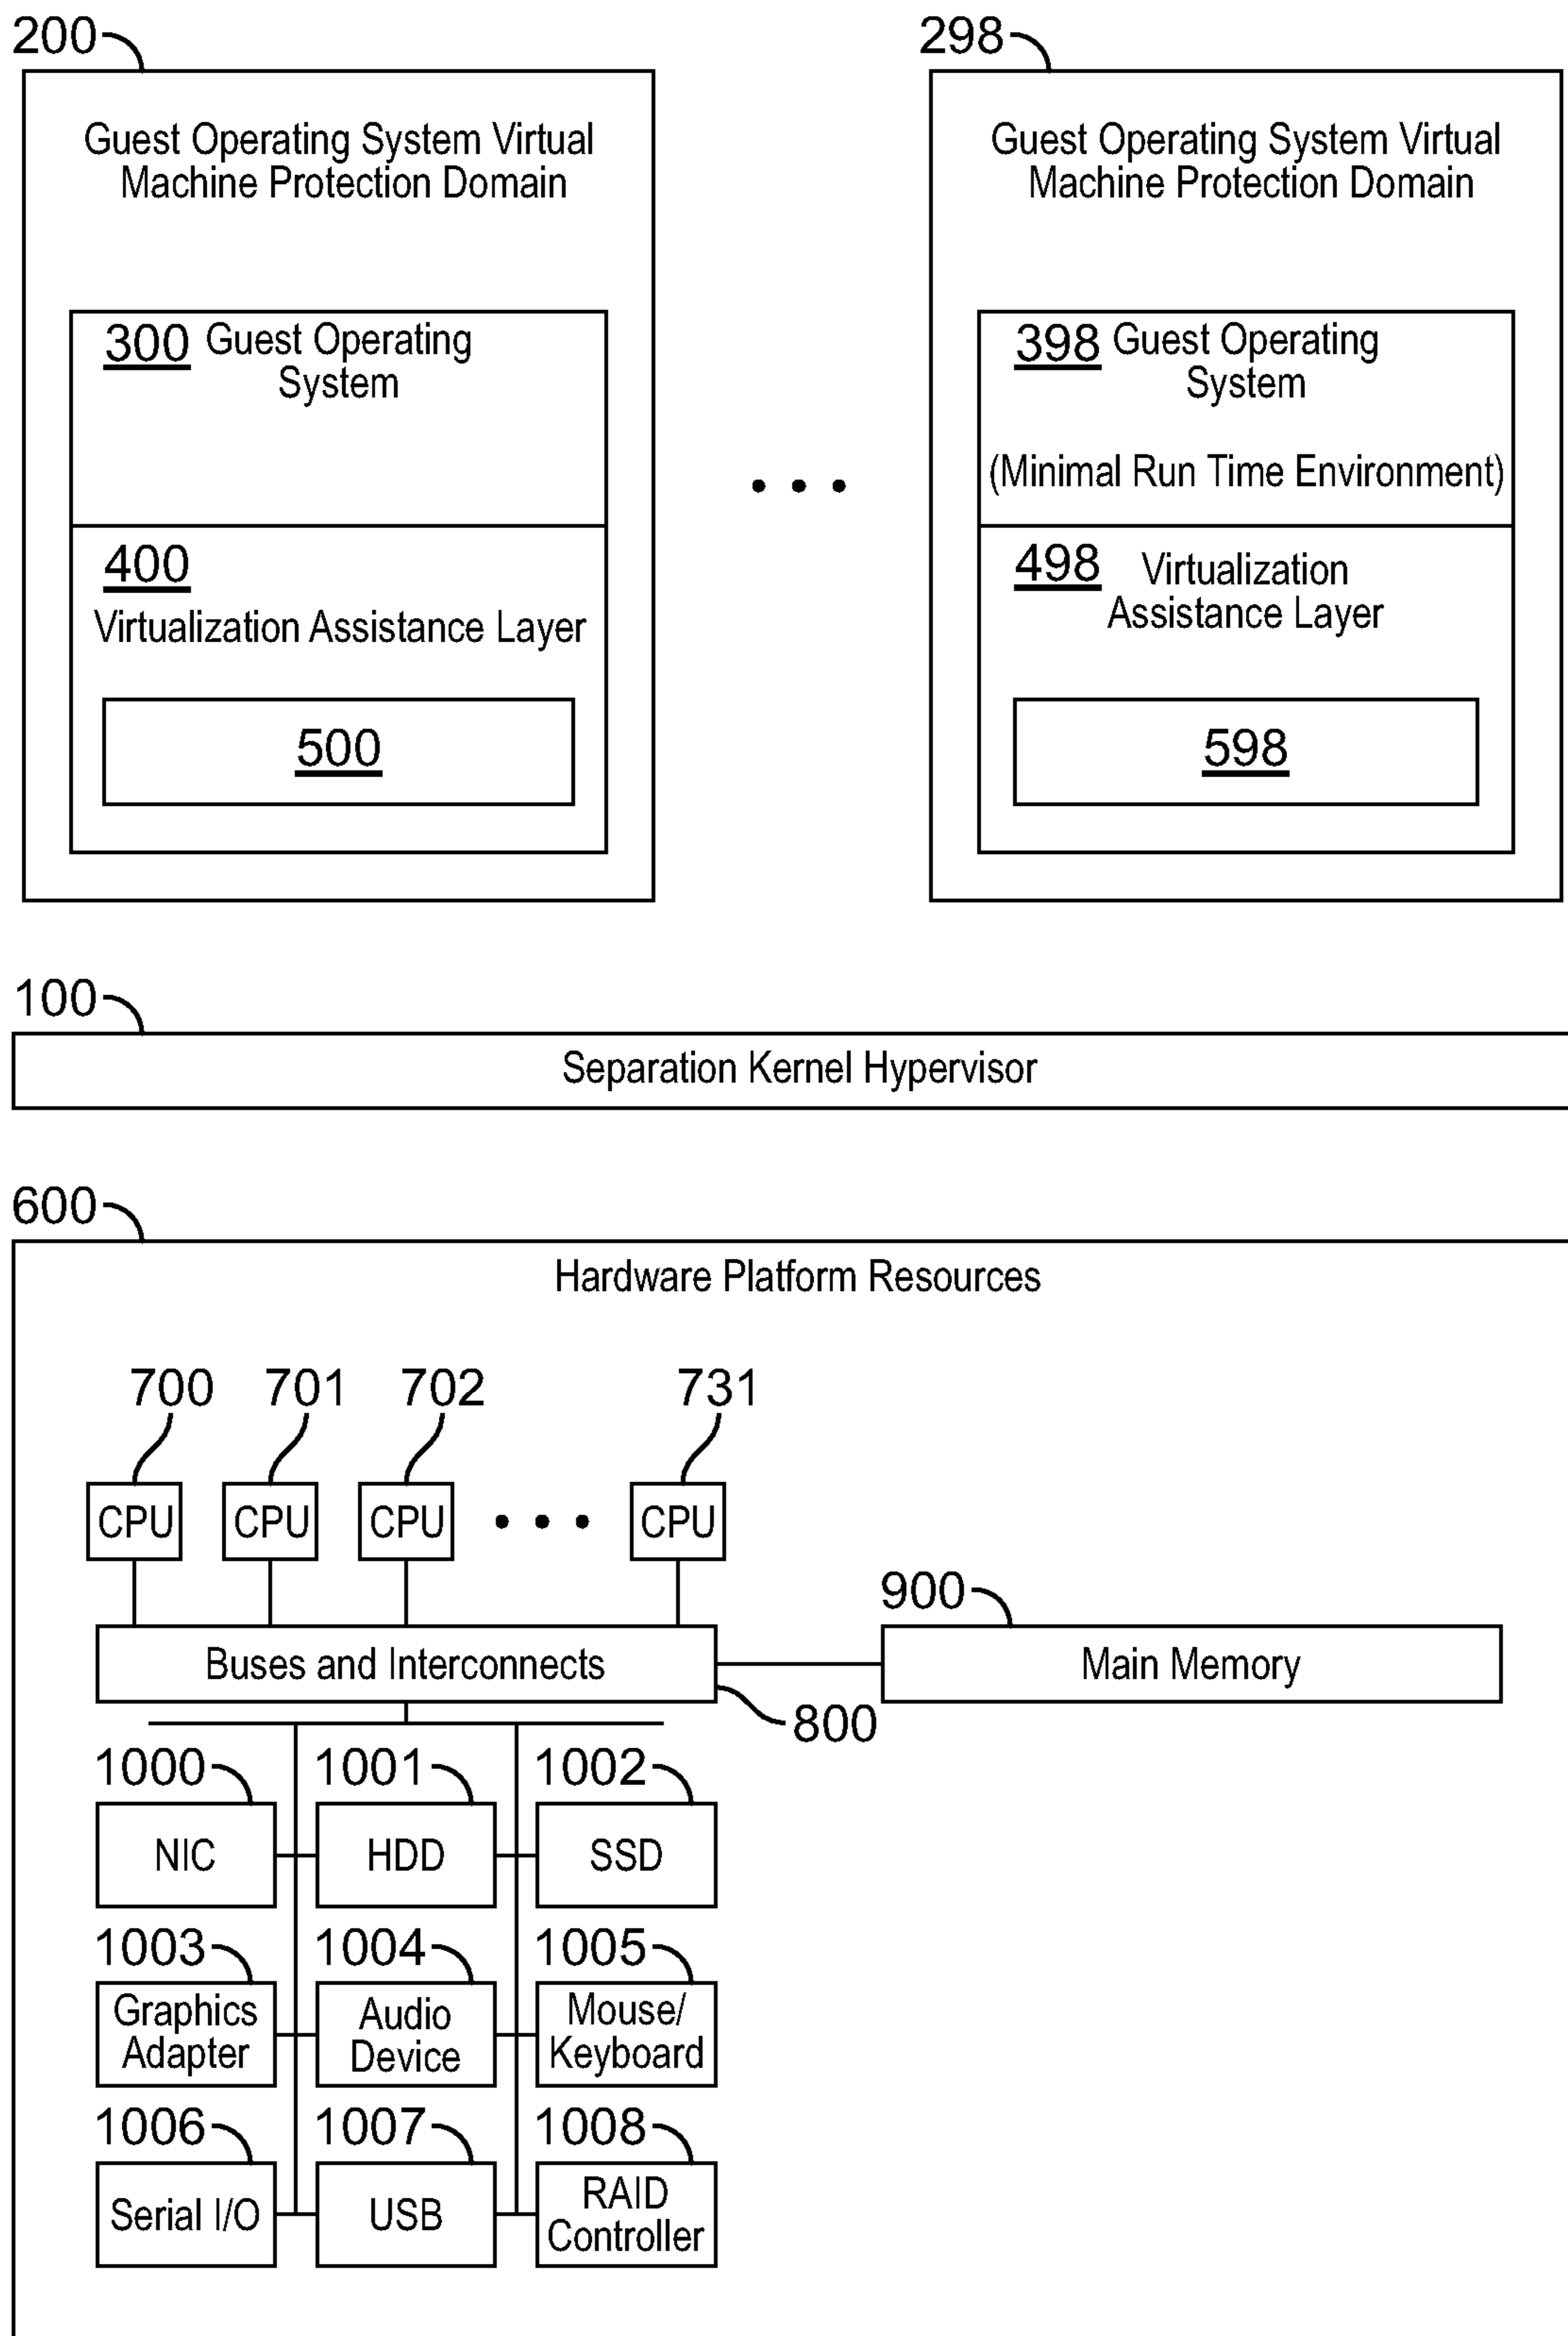 200
298
Guest Operating System Virtual
Machine Protection Domain
Guest Operating System Virtual
Machine Protection Domain
300 Guest Operating
System
398 Guest Operating
System
(Minimal Run Time Environment)
400
Virtualization Assistance Layer
498 Virtualization
Assistance Layer
500
598
100
Separation Kernel Hypervisor
600
Hardware Platform Resources
700 701 702 731
CPU CPU CPU CPU
900
Buses and Interconnects
Main Memory
800
1000 1001 1002
NIC HDD SSD
1003 1004 1005
Graphics
Adapter
Audio
Device
Mouse/
Keyboard
1006 1007 1008
Serial I/O
USB
RAID
Controller